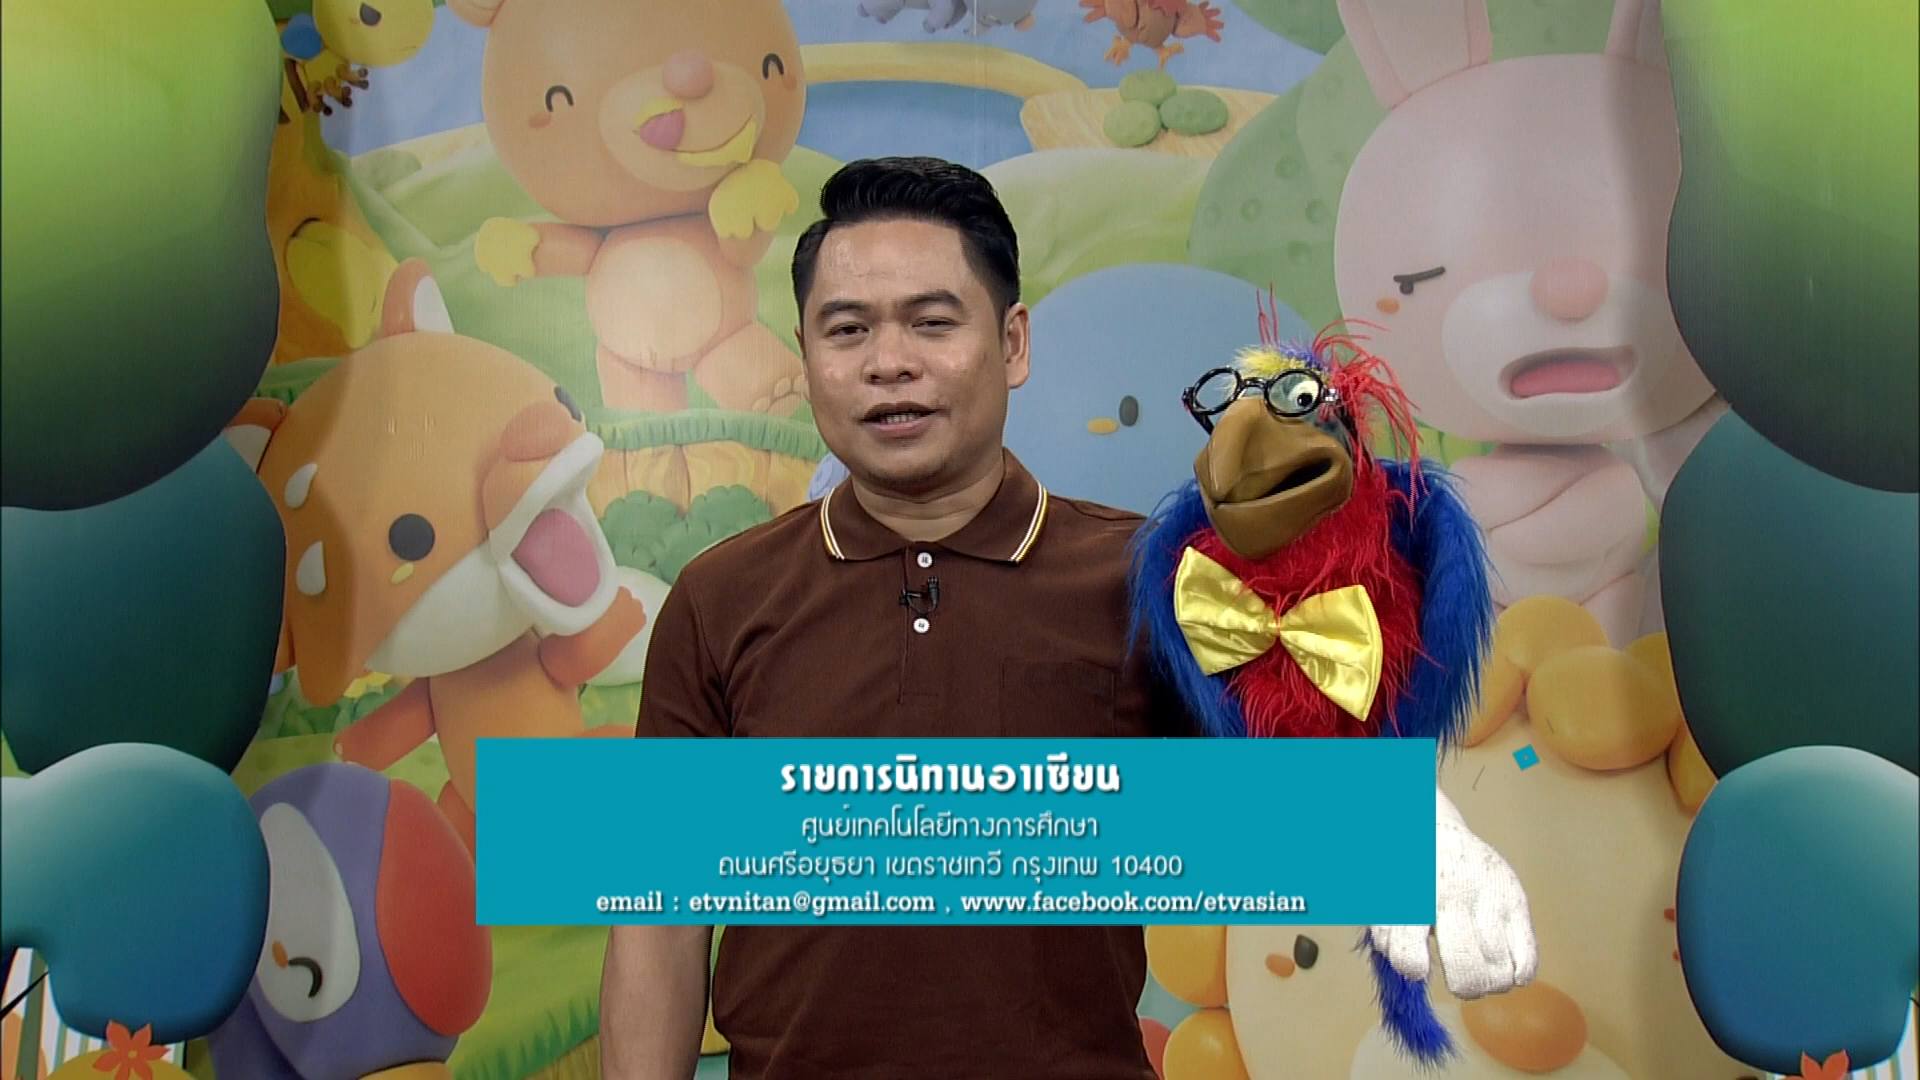 รายการนิทานอาเซียน
ศูนย์เทคโนโลยีทางการศึกษา
ถนนศรีอยุธยา เขตราชเทวี กรุงเทพ 10400
email : etvnitan@gmail.com , www.facebook.com/etvasian